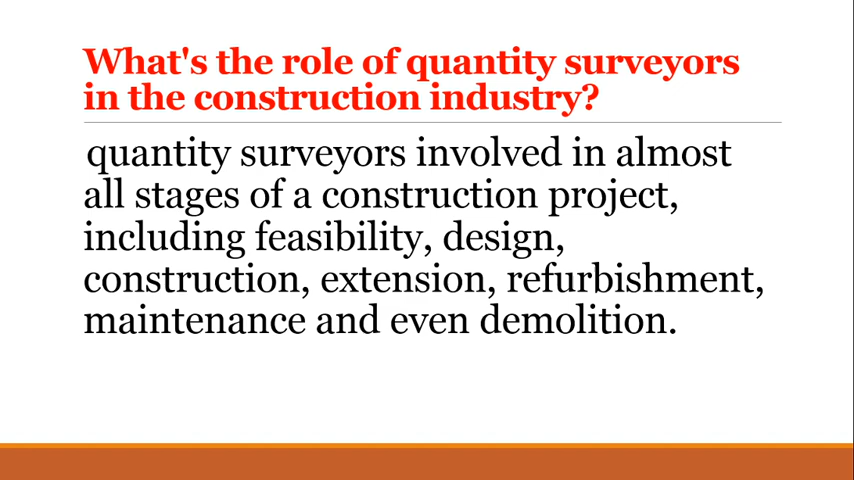 What's the role of quantity surveyors
in the construction industry?
quantity surveyors involved in almost
all stages of a construction project,
including feasibility, design,
construction, extension, refurbishment,
maintenance and even demolition.